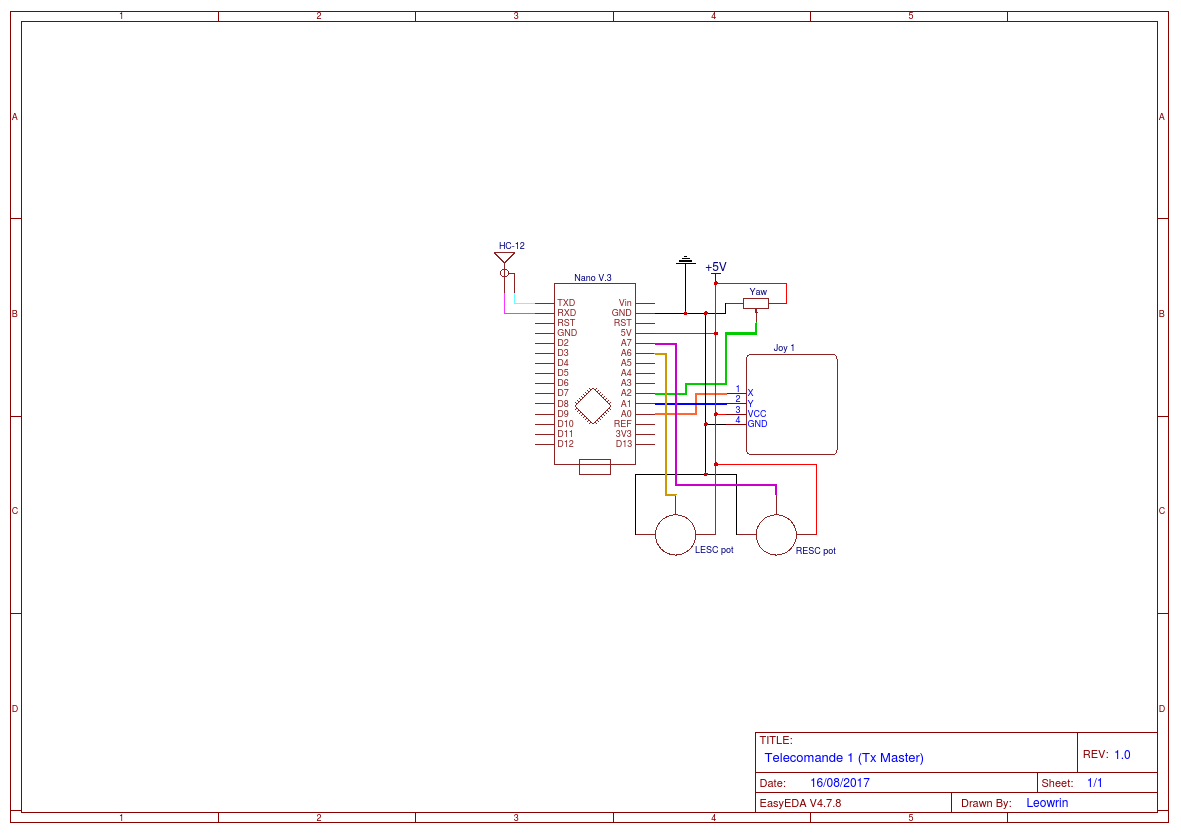 1 2 3 4 5
A A
B B
C C
D D
HC-12
Nano V.3
TXD
RXD
RST
GND
D2
D3
D4
D5
D6
D7
D8
D9
D10
D11
D12
Vin
GND
RST
5V
A7
A6
A5
A4
A3
A2
A1
A0
REF
3V3
D13
+5V
Yaw
Joy 1
1 X
2 Y
3 VCC
4 GND
LESC pot
RESC pot
TITLE:
Telecomande 1 (Tx Master)
REV: 1.0
Date: 16/08/2017
Sheet: 1/1
EasyEDA V4.7.8
Drawn By: Leowrin
1 2 3 4 5